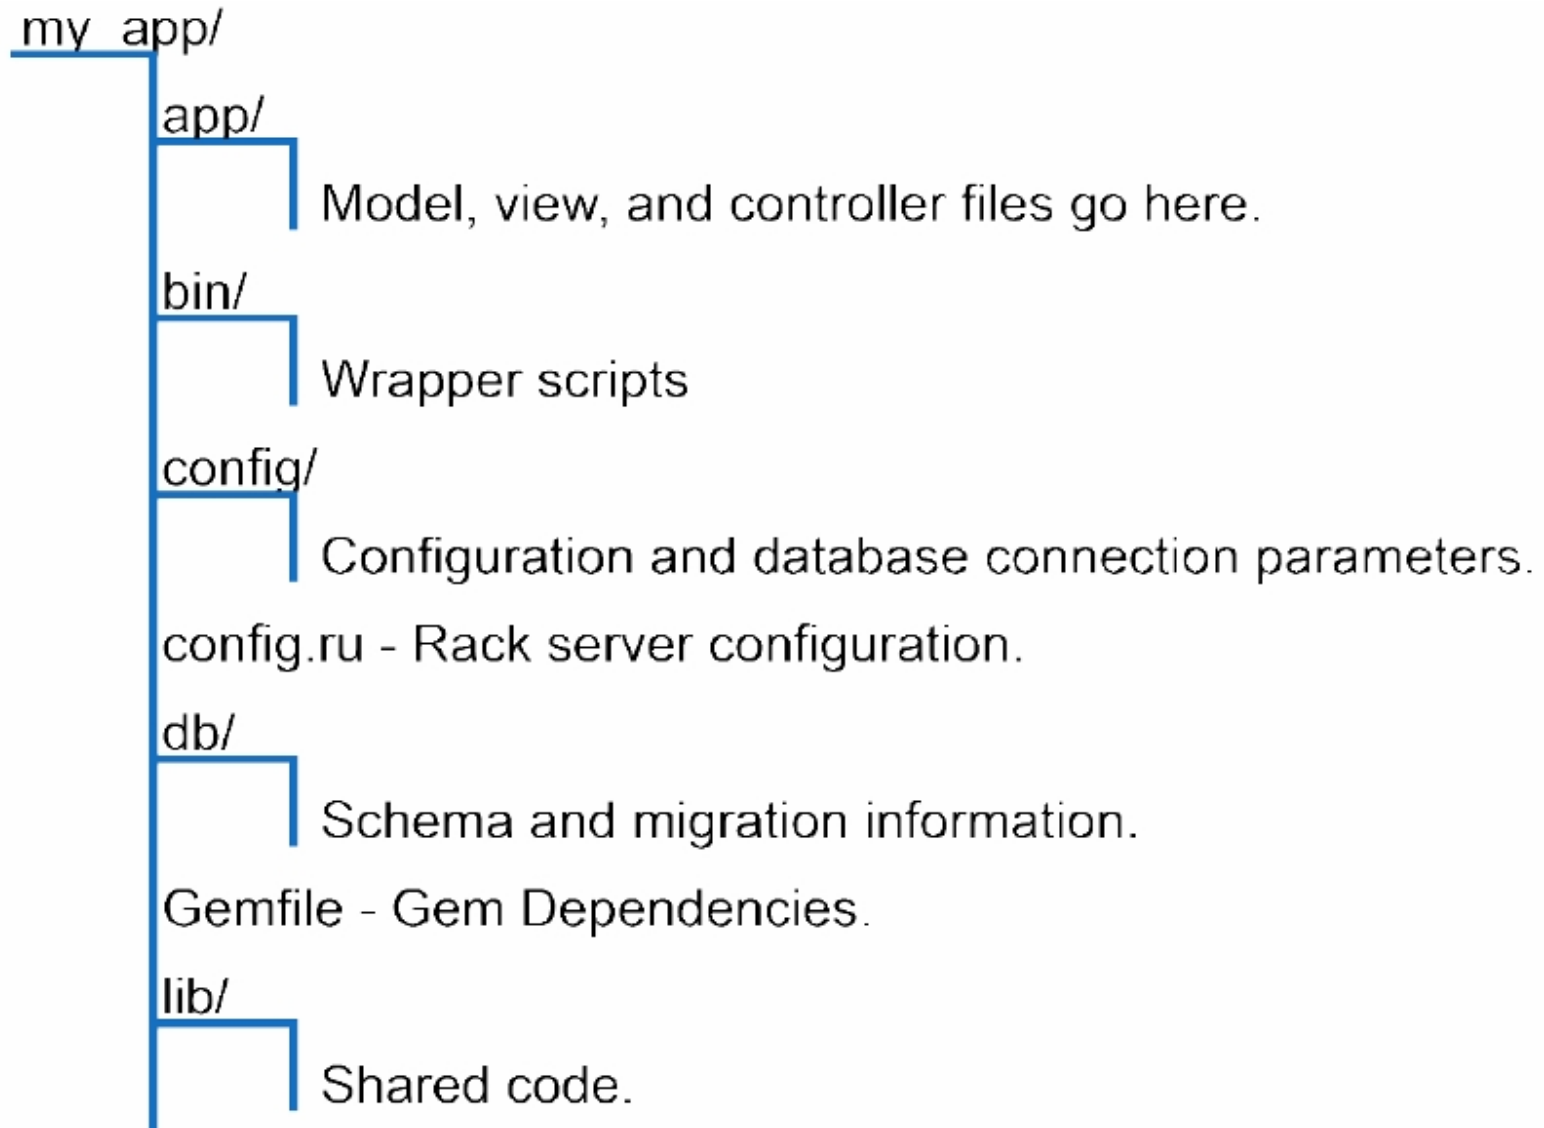 my_app/
app/
Model, view, and controller files go here.
bin/
Wrapper scripts
config/
Configuration and database connection parameters.
config.ru - Rack server configuration.
db/
Schema and migration information.
Gemfile - Gem Dependencies.
lib/
Shared code.